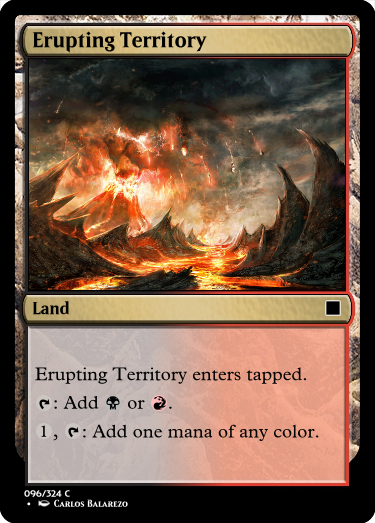 Erupting Territory
Land
Erupting Territory enters tapped.
: Add or .
1 , : Add one mana of any color.
096/324 C
• Carlos Balarezo